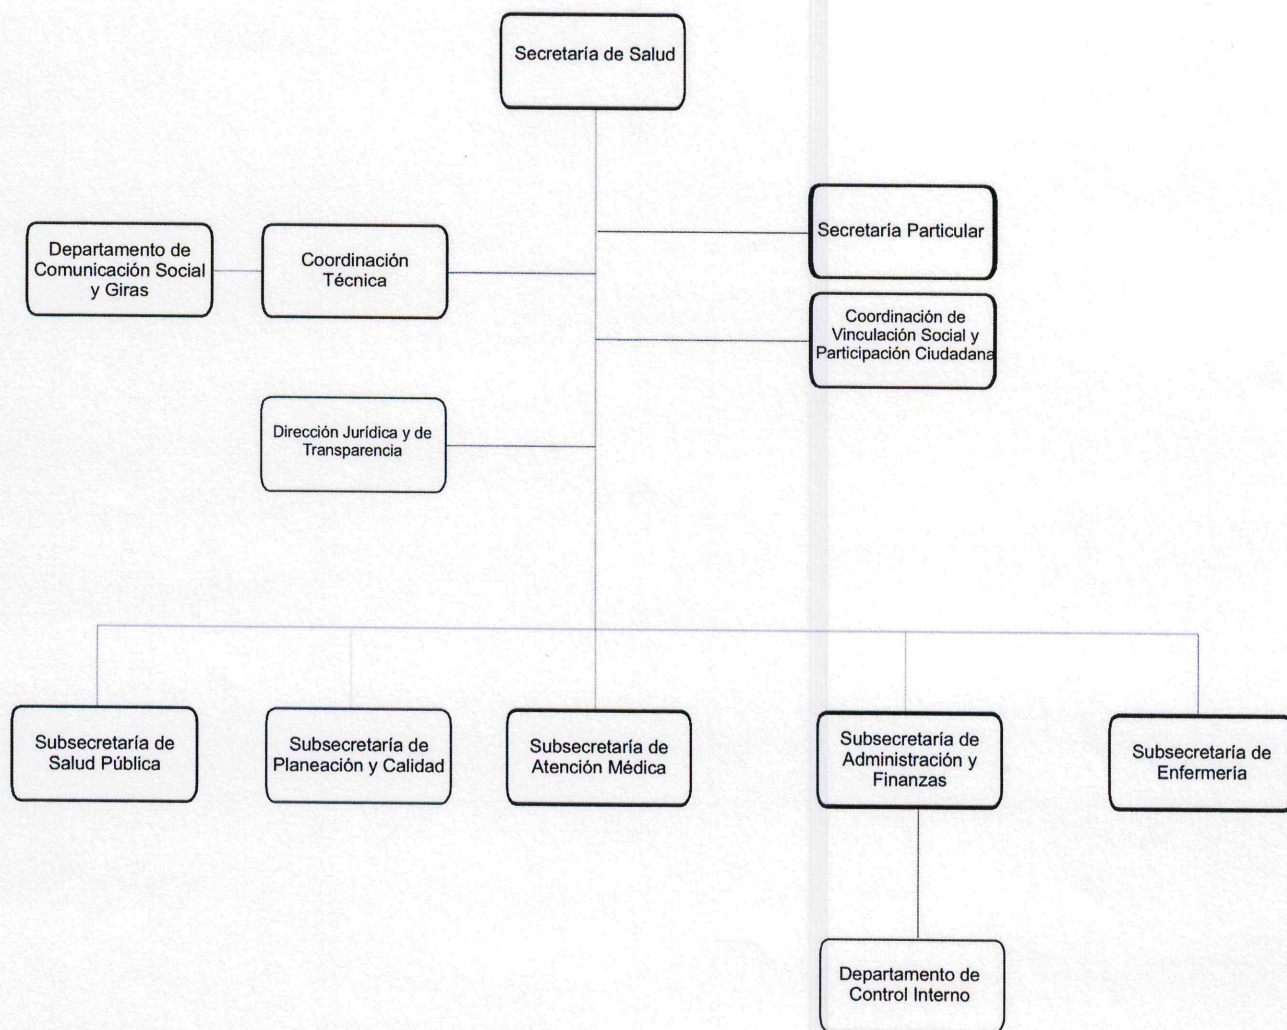 Secretaría de Salud
Secretaría Particular
Departamento de
Comunicación Social
y Giras
Coordinación
Técnica
Coordinación de
Vinculación Social y
Participación Ciudadana
Dirección Jurídica y de
Transparencia
Subsecretaría de
Salud Pública
Subsecretaría de
Planeación y Calidad
Subsecretaría de
Atención Médica
Subsecretaría de
Administración y
Finanzas
Subsecretaría de
Enfermería
Departamento de
Control Interno